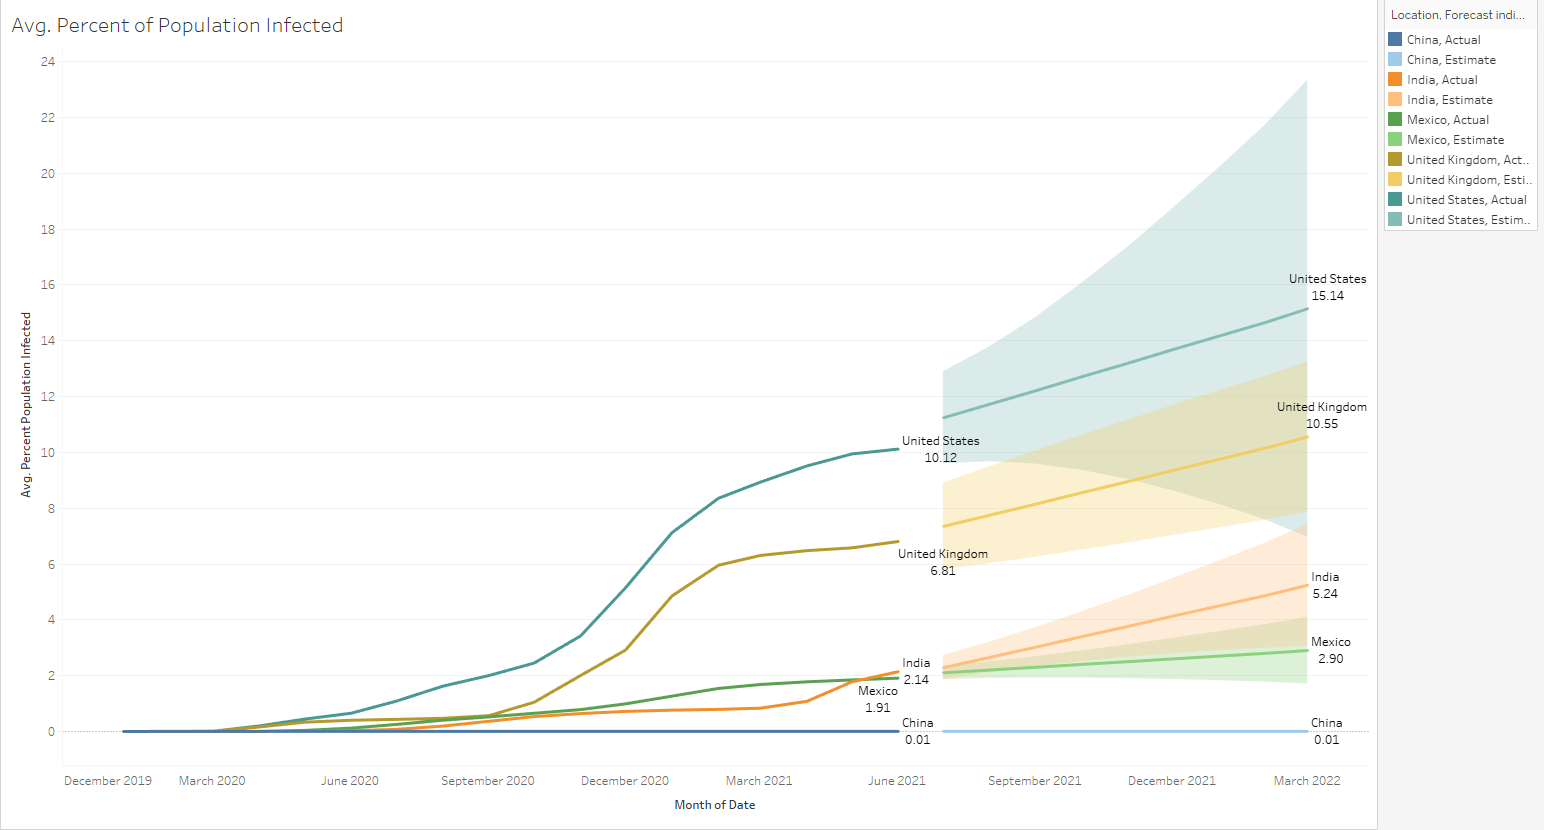 Avg. Percent of Population Infected
Location, Forecast indi...
China, Actual
China, Estimate
India, Actual
India, Estimate
Mexico, Actual
Mexico, Estimate
United Kingdom, Act..
United Kingdom, Esti..
United States, Actual
United States, Estim..
Avg. Percent Population Infected
24
22
20
18
16
14
12
10
8
6
4
2
0
United States
15.14
United Kingdom
10.55
United States
10.12
United Kingdom
6.81
India
5.24
Mexico
2.90
India
2.14
Mexico
1.91
China
0.01
China
0.01
December 2019
March 2020
June 2020
September 2020
December 2020
March 2021
June 2021
September 2021
December 2021
March 2022
Month of Date